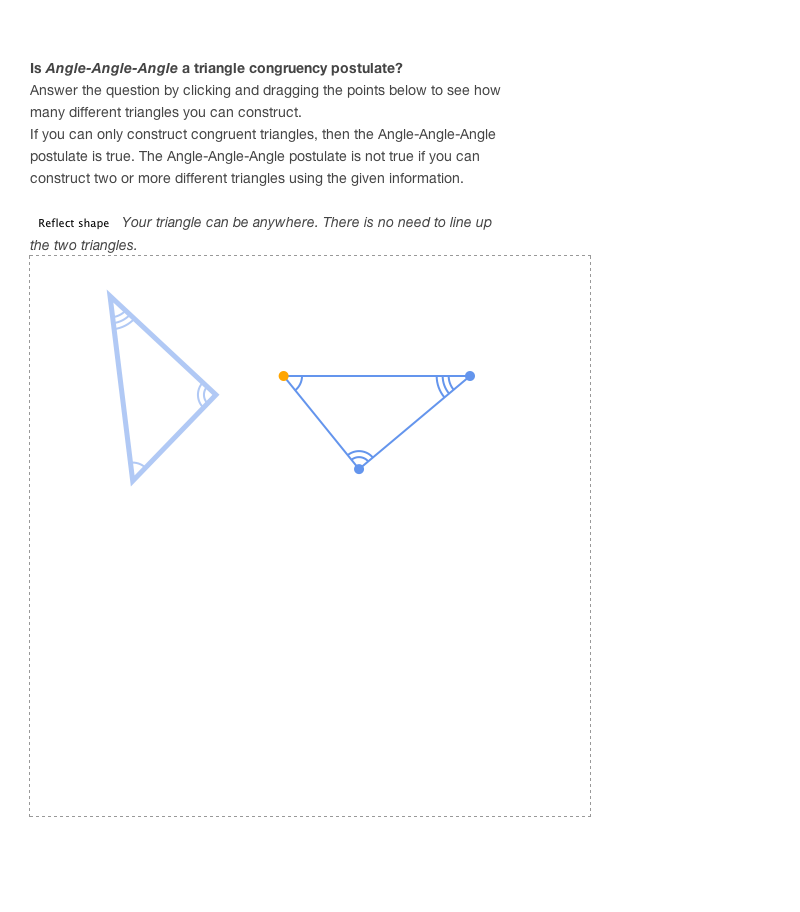 Is Angle-Angle-Angle a triangle congruency postulate?
Answer the question by clicking and dragging the points below to see how
many different triangles you can construct.
If you can only construct congruent triangles, then the Angle-Angle-Angle
postulate is true. The Angle-Angle-Angle postulate is not true if you can
construct two or more different triangles using the given information.
Reflect shape Your triangle can be anywhere. There is no need to line up
the two triangles.